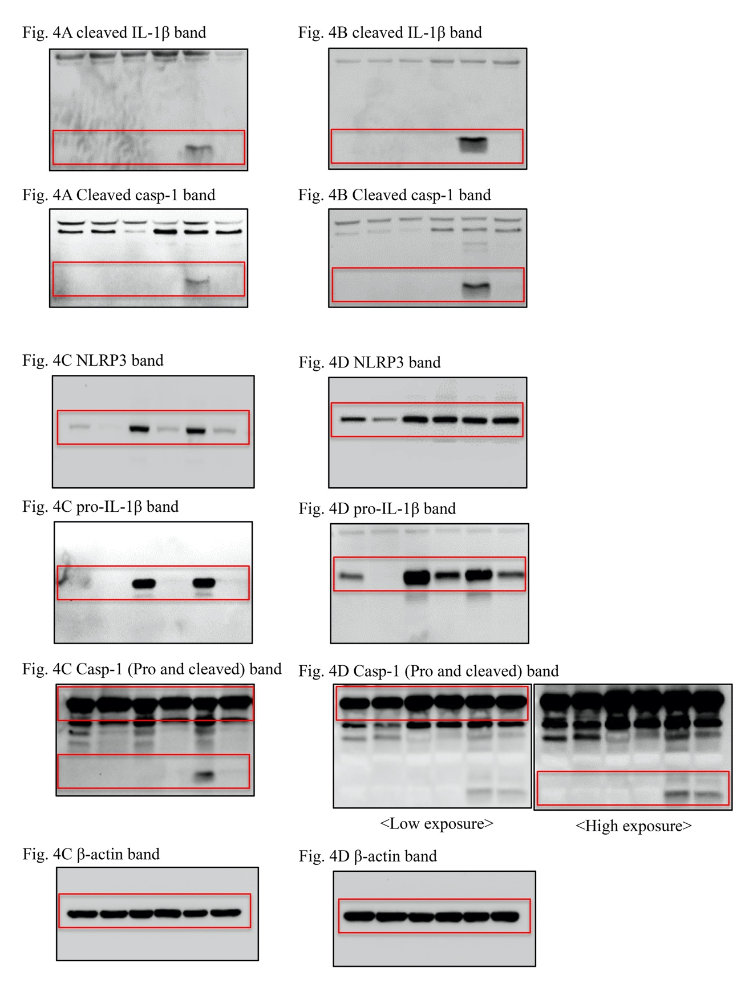 Fig. 4A cleaved IL-1β band
Fig. 4B cleaved IL-1β band
Fig. 4A Cleaved casp-1 band
Fig. 4B Cleaved casp-1 band
Fig. 4C NLRP3 band
Fig. 4D NLRP3 band
Fig. 4C pro-IL-1β band
Fig. 4D pro-IL-1β band
Fig. 4C Casp-1 (Pro and cleaved) band
Fig. 4D Casp-1 (Pro and cleaved) band
<Low exposure>
<High exposure>
Fig. 4C β-actin band
Fig. 4D β-actin band